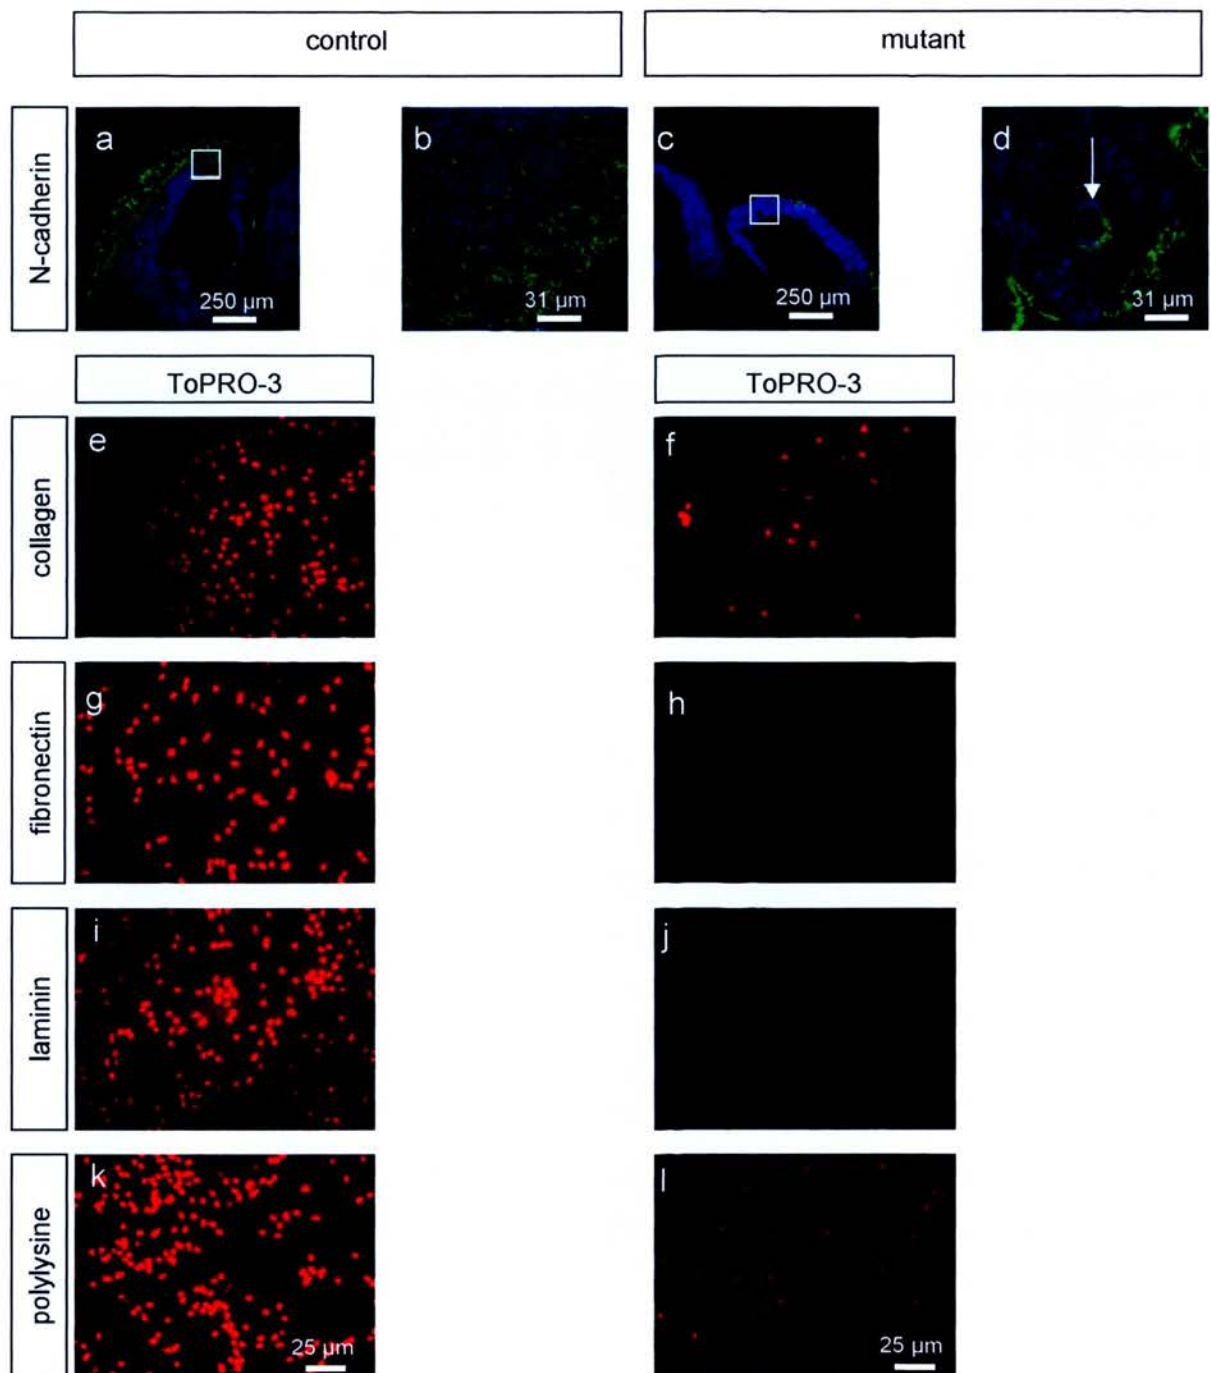 control
mutant
N-cadherin
a
250 µm
b
31 µm
c
250 µm
d
31 µm
ToPRO-3
ToPRO-3
collagen
e
f
fibronectin
g
h
laminin
i
j
polylysine
k
25 µm
l
25 µm